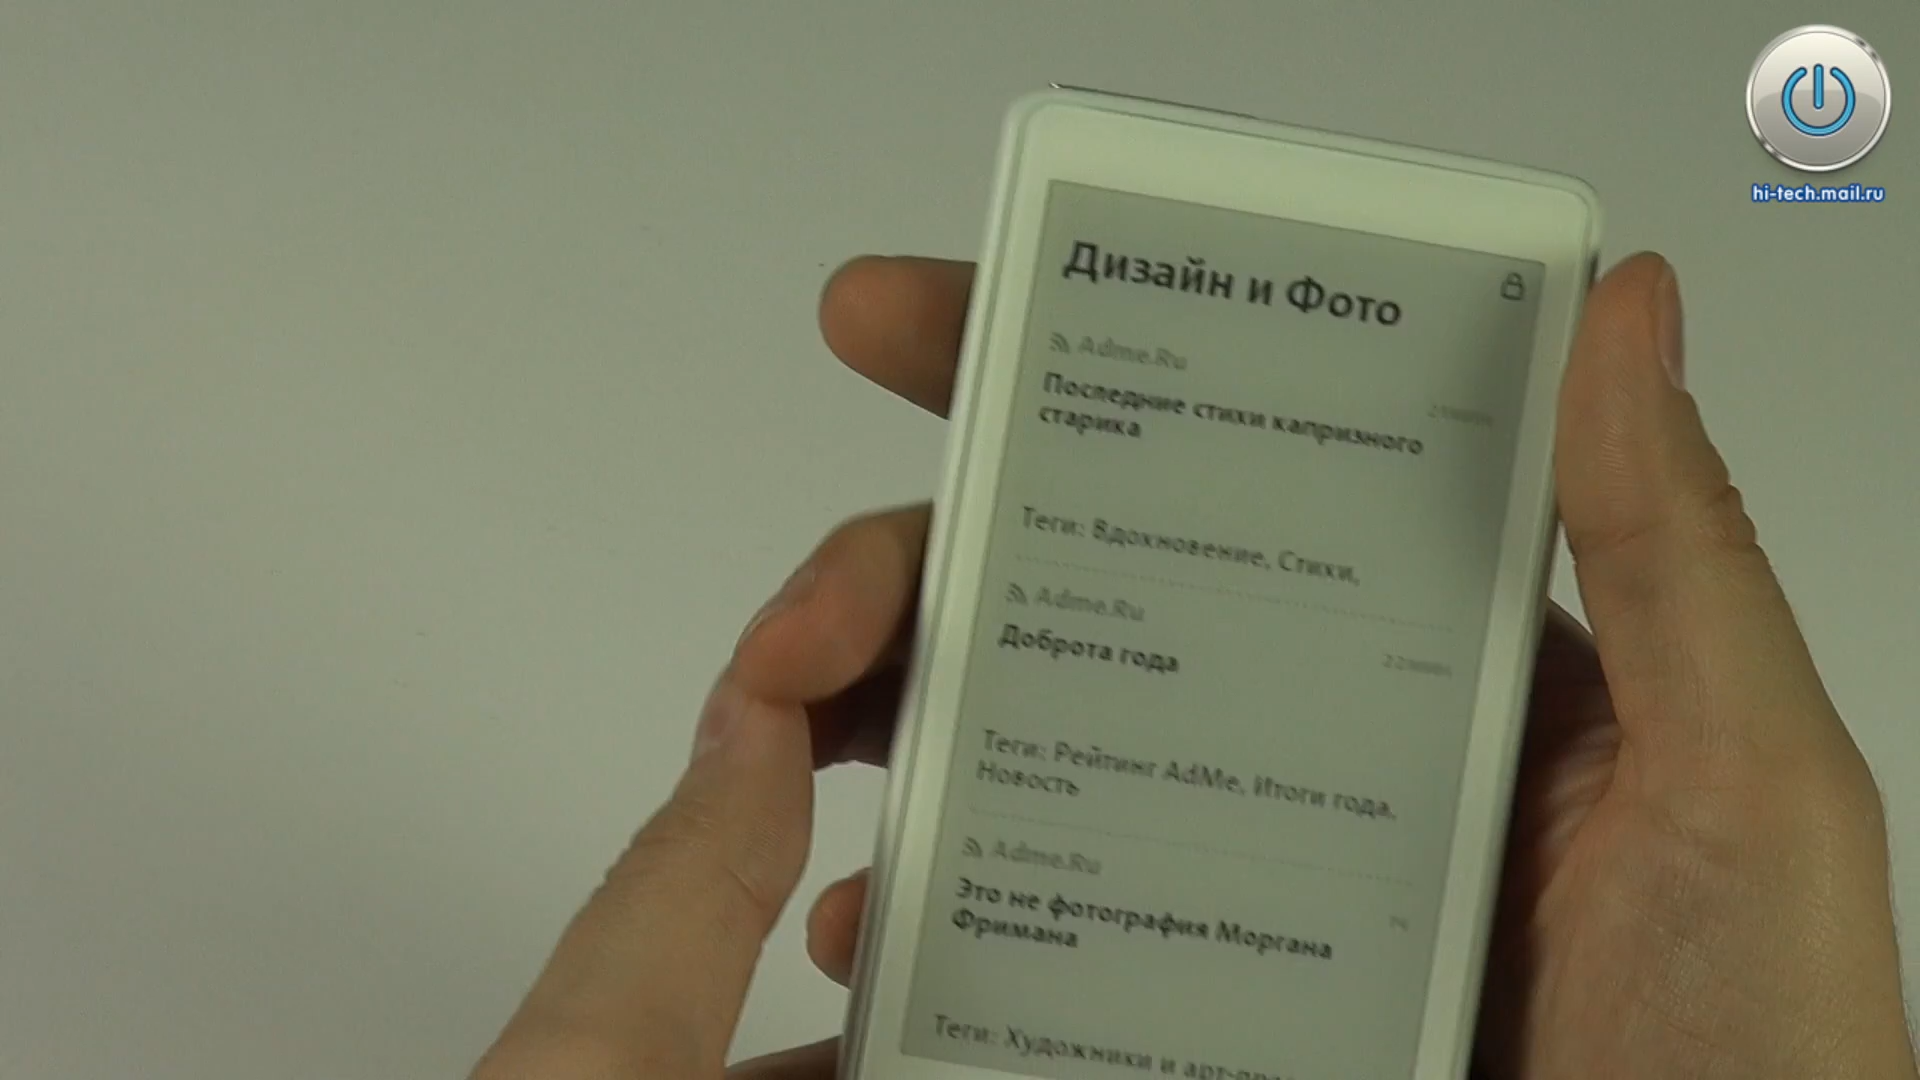 hi-tech.mail.ru
Дизайн и Фото
Adme.Ru
Последние стихи капризного
старика
Теги: Вдохновение, Стихи,
Adme.Ru
Доброта года
Теги: Рейтинг AdMe, Итоги года,
Новость
Adme.Ru
Это не фотография Моргана
Фримана
Теги: Художники и